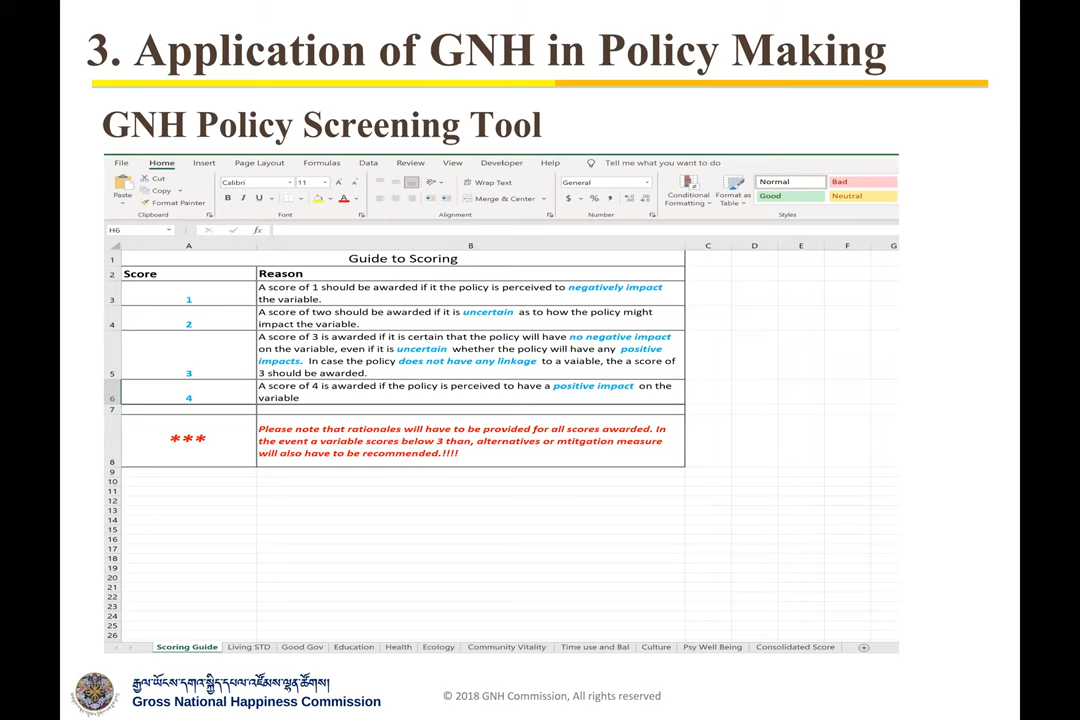 3. Application of GNH in Policy Making
GNH Policy Screening Tool
File Home Insert Page Layout Formulas Data Review View Developer Help Tell me what you want to do
Cut
Copy
Paste
Format Painter
Clipboard
Calibri 11
B I U
Font
Wrap Text
Merge & Center
Alignment
General
$ % ,
Number
Conditional Formatting
Format as Table
Normal Bad
Good Neutral
Styles
H6 fx
A B C D E F G
1 Guide to Scoring
2 Score Reason
A score of 1 should be awarded if it the policy is perceived to negatively impact
3 1 the variable.
A score of two should be awarded if it is uncertain as to how the policy might
4 2 impact the variable.
A score of 3 is awarded if it is certain that the policy will have no negative impact
on the variable, even if it is uncertain whether the policy will have any positive
impacts. In case the policy does not have any linkage to a vaiable, the a score of
5 3 3 should be awarded.
A score of 4 is awarded if the policy is perceived to have a positive impact on the
6 4 variable
7
Please note that rationales will have to be provided for all scores awarded. In
*** the event a variable scores below 3 than, alternatives or mtitgation measure
8 will also have to be recommended.!!!!
9
10
11
12
13
14
15
16
17
18
19
20
21
22
23
24
25
26
Scoring Guide Living STD Good Gov Education Health Ecology Community Vitality Time use and Bal Culture Psy Well Being Consolidated Score
རྒྱལ་ཡོངས་དགའ་སྐྱིད་དཔལ་འཛོམས་ལྷན་ཚོགས།
Gross National Happiness Commission
© 2018 GNH Commission, All rights reserved